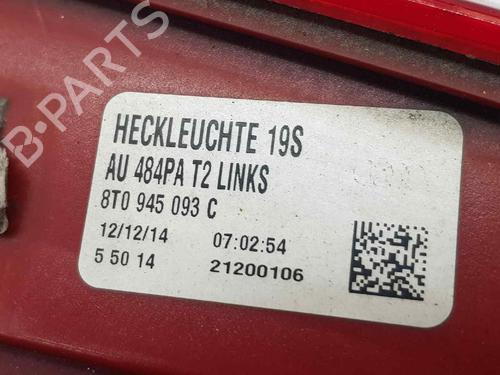 HECKLEUCHTE 19S
AU 484PA T2 LINKS
8T0 945 093 C
12/12/14 07:02:54
5 50 14 21200106
B-PARTS